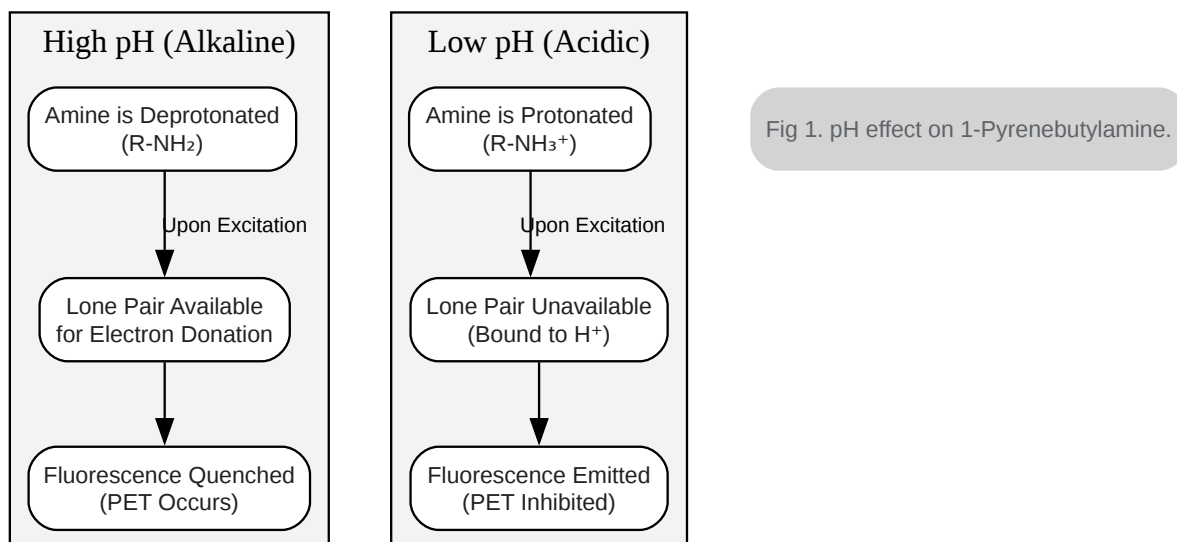 High pH (Alkaline)
Amine is Deprotonated
(R-NH₂)
Upon Excitation
Lone Pair Available
for Electron Donation
Fluorescence Quenched
(PET Occurs)
Low pH (Acidic)
Amine is Protonated
(R-NH₃⁺)
Upon Excitation
Lone Pair Unavailable
(Bound to H⁺)
Fluorescence Emitted
(PET Inhibited)
Fig 1. pH effect on 1-Pyrenebutylamine.